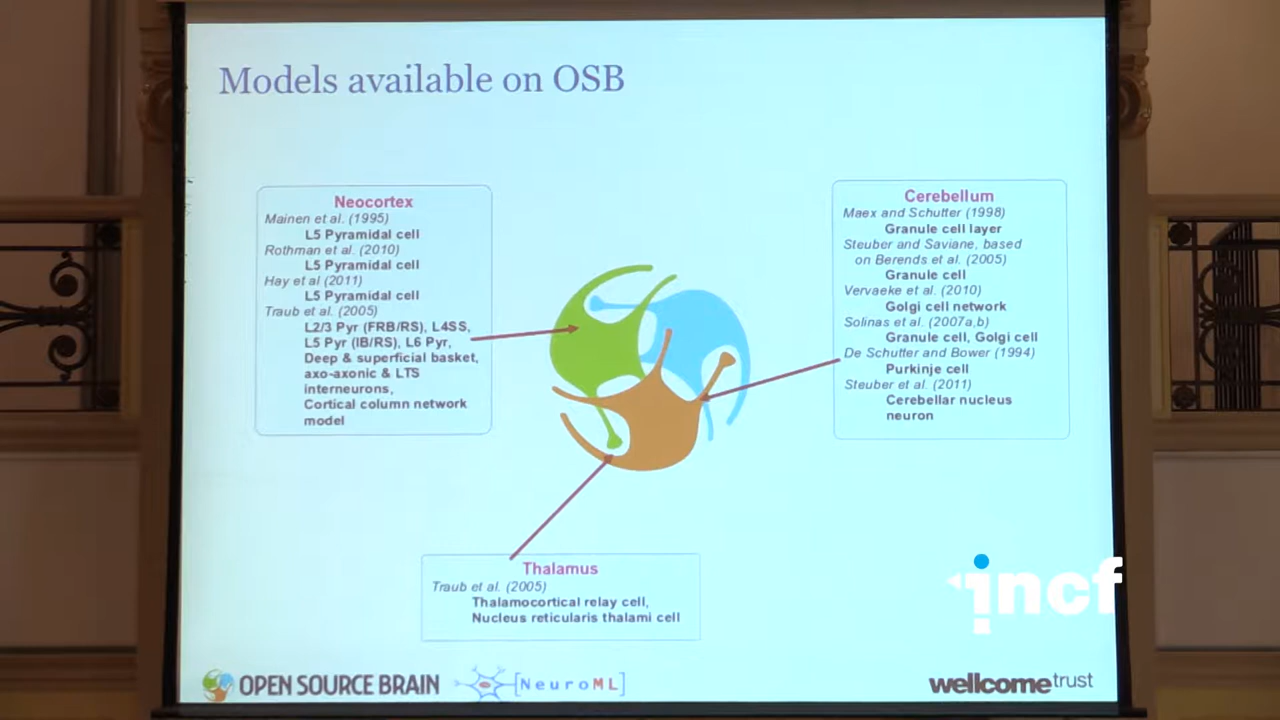 Models available on OSB
Neocortex
Mainen et al. (1995)
L5 Pyramidal cell
Rothman et al. (2010)
L5 Pyramidal cell
Hay et al (2011)
L5 Pyramidal cell
Traub et al. (2005)
L2/3 Pyr (FRB/RS), L4SS,
L5 Pyr (IB/RS), L6 Pyr,
Deep & superficial basket,
axo-axonic & LTS
interneurons,
Cortical column network
model
Cerebellum
Maex and Schutter (1998)
Granule cell layer
Steuber and Saviane, based
on Berends et al. (2005)
Granule cell
Vervaeke et al. (2010)
Golgi cell network
Solinas et al. (2007a,b)
Granule cell, Golgi cell
De Schutter and Bower (1994)
Purkinje cell
Steuber et al. (2011)
Cerebellar nucleus
neuron
Thalamus
Traub et al. (2005)
Thalamocortical relay cell,
Nucleus reticularis thalami cell
incf
OPEN SOURCE BRAIN
[NeuroML]
wellcometrust